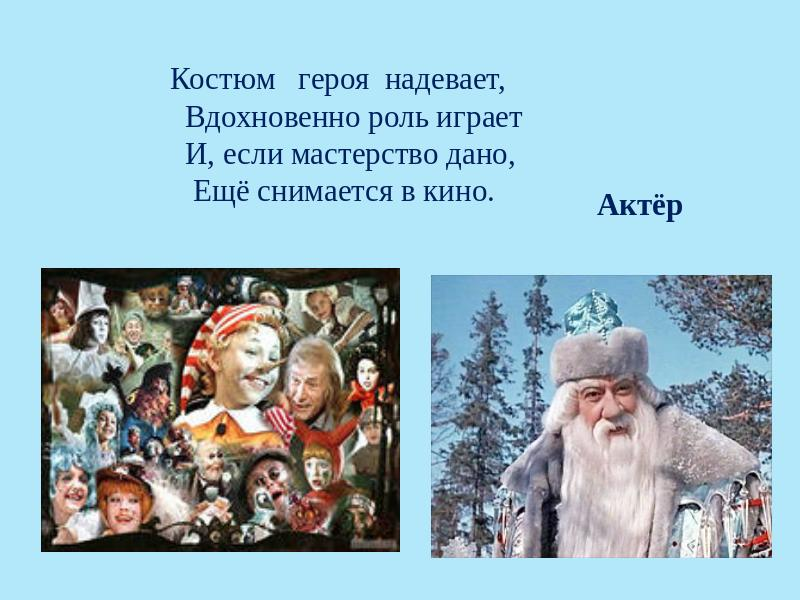 Костюм   героя  надевает,
Вдохновенно роль играет
И, если мастерство дано,
Ещё снимается в кино.
Актёр